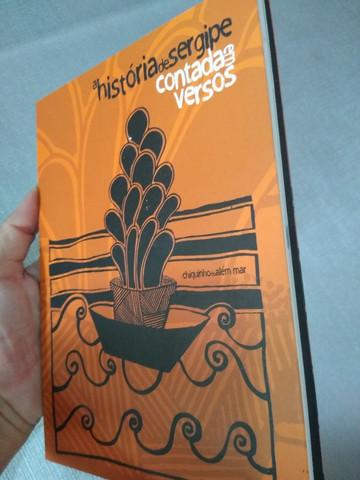 a história de sergipe
contada em
versos
chiquinho do além mar